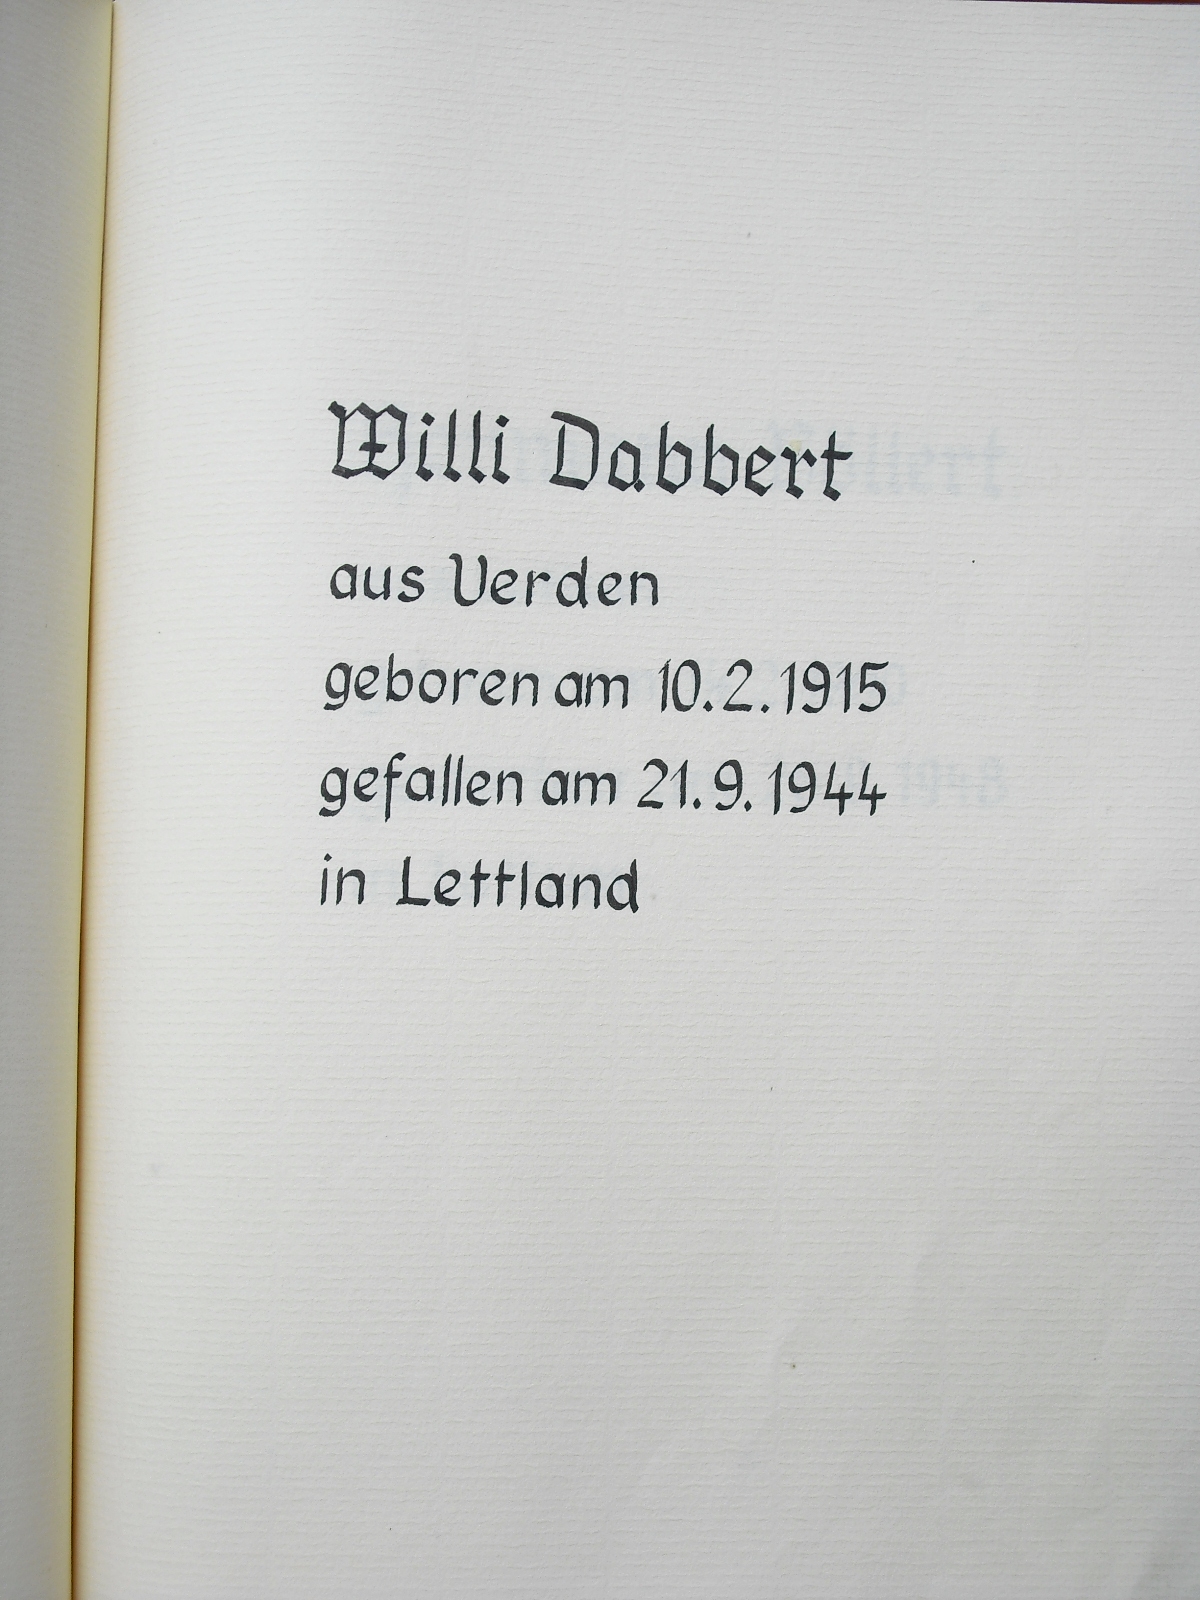 Willi Dabbert
aus Verden
geboren am 10.2.1915
gefallen am 21.9.1944
in Lettland